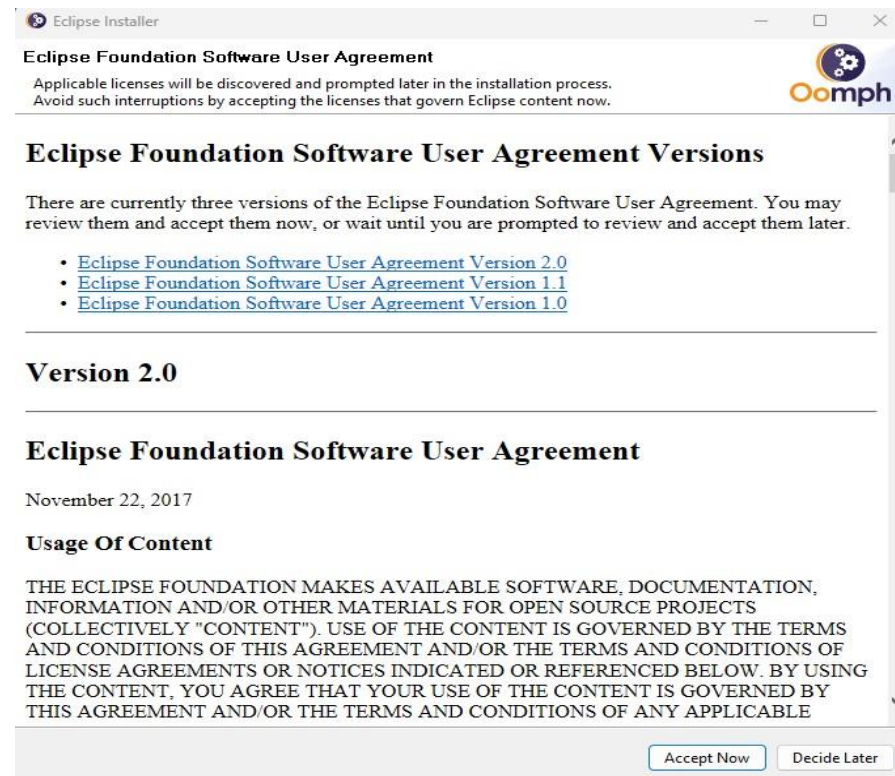 Eclipse Installer
Eclipse Foundation Software User Agreement
Applicable licenses will be discovered and prompted later in the installation process.
Avoid such interruptions by accepting the licenses that govern Eclipse content now.
Oomph
Eclipse Foundation Software User Agreement Versions
There are currently three versions of the Eclipse Foundation Software User Agreement. You may
review them and accept them now, or wait until you are prompted to review and accept them later.
• Eclipse Foundation Software User Agreement Version 2.0
• Eclipse Foundation Software User Agreement Version 1.1
• Eclipse Foundation Software User Agreement Version 1.0
Version 2.0
Eclipse Foundation Software User Agreement
November 22, 2017
Usage Of Content
THE ECLIPSE FOUNDATION MAKES AVAILABLE SOFTWARE, DOCUMENTATION,
INFORMATION AND/OR OTHER MATERIALS FOR OPEN SOURCE PROJECTS
(COLLECTIVELY "CONTENT"). USE OF THE CONTENT IS GOVERNED BY THE TERMS
AND CONDITIONS OF THIS AGREEMENT AND/OR THE TERMS AND CONDITIONS OF
LICENSE AGREEMENTS OR NOTICES INDICATED OR REFERENCED BELOW. BY USING
THE CONTENT, YOU AGREE THAT YOUR USE OF THE CONTENT IS GOVERNED BY
THIS AGREEMENT AND/OR THE TERMS AND CONDITIONS OF ANY APPLICABLE
Accept Now
Decide Later